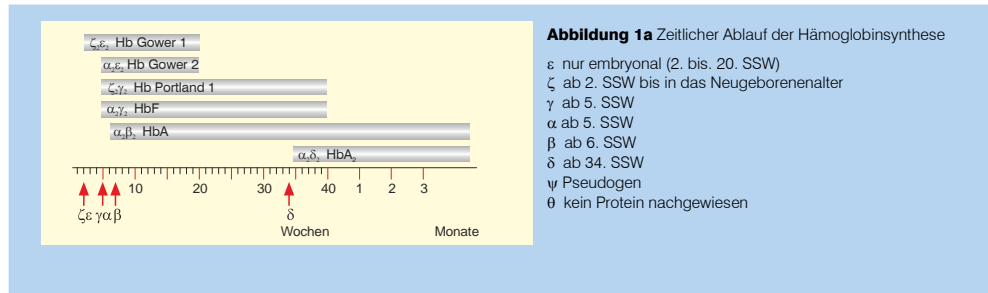 ζ₂ε₂ Hb Gower 1
α₂ε₂ Hb Gower 2
ζ₂γ₂ Hb Portland 1
α₂γ₂ HbF
α₂β₂ HbA
α₂δ₂ HbA₂
10 20 30 40 1 2 3
ζε γα β δ
Wochen Monate
Abbildung 1a Zeitlicher Ablauf der Hämoglobinsynthese
ε nur embryonal (2. bis. 20. SSW)
ζ ab 2. SSW bis in das Neugeborenenalter
γ ab 5. SSW
α ab 5. SSW
β ab 6. SSW
δ ab 34. SSW
ψ Pseudogen
θ kein Protein nachgewiesen